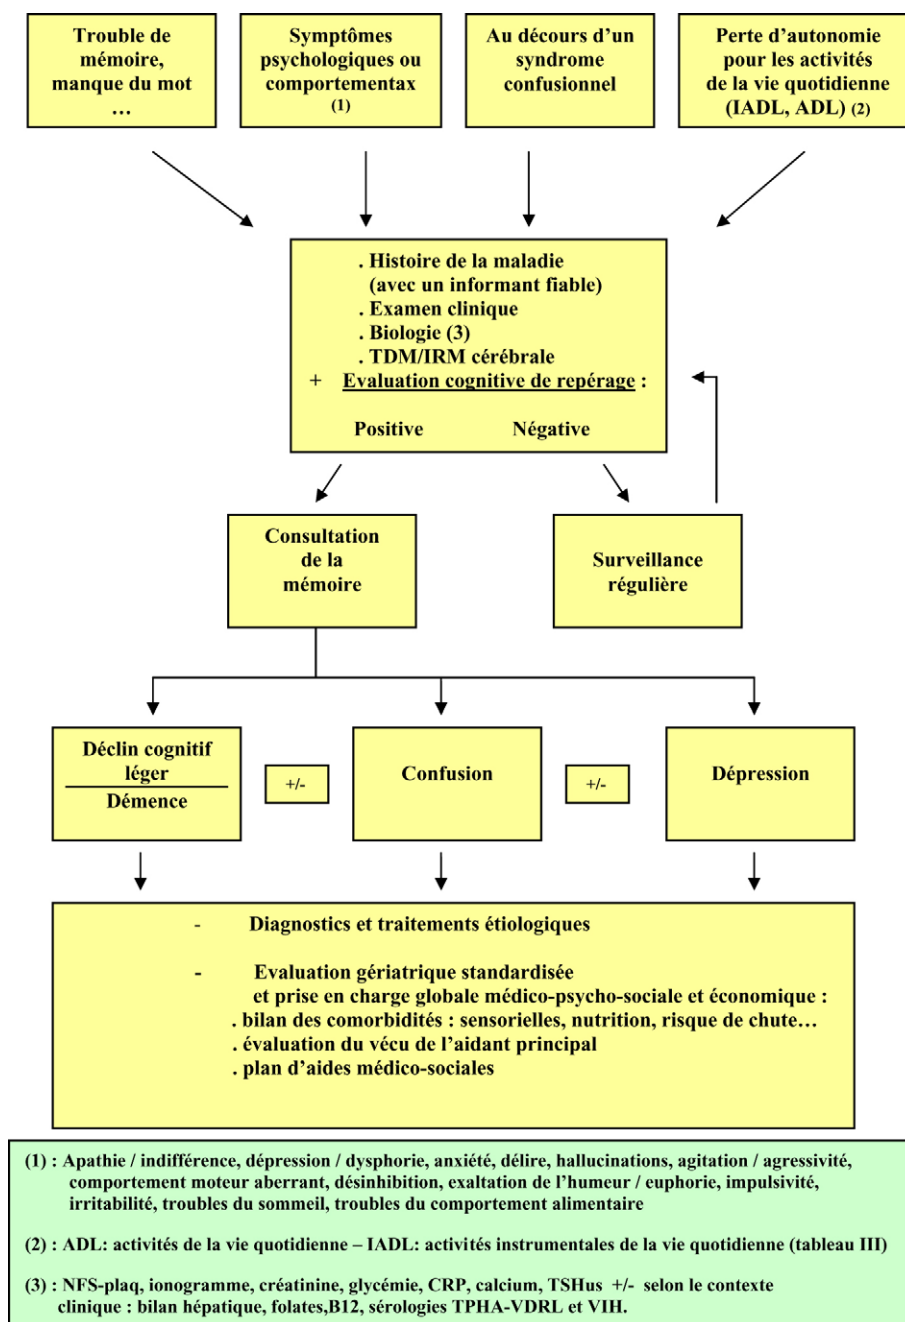 Trouble de
mémoire,
manque du mot
…
Symptômes
psychologiques ou
comportementax
(1)
Au décours d'un
syndrome
confusionnel
Perte d'autonomie
pour les activités
de la vie quotidienne
(IADL, ADL) (2)
. Histoire de la maladie
(avec un informant fiable)
. Examen clinique
. Biologie (3)
. TDM/IRM cérébrale
+ Evaluation cognitive de repérage :
Positive Négative
Consultation
de la
mémoire
Surveillance
régulière
Déclin cognitif
léger
Démence
+/-
Confusion
+/-
Dépression
- Diagnostics et traitements étiologiques
- Evaluation gériatrique standardisée
et prise en charge globale médico-psycho-sociale et économique :
. bilan des comorbidités : sensorielles, nutrition, risque de chute…
. évaluation du vécu de l'aidant principal
. plan d'aides médico-sociales
(1) : Apathie / indifférence, dépression / dysphorie, anxiété, délire, hallucinations, agitation / agressivité,
comportement moteur aberrant, désinhibition, exaltation de l'humeur / euphorie, impulsivité,
irritabilité, troubles du sommeil, troubles du comportement alimentaire
(2) : ADL: activités de la vie quotidienne – IADL: activités instrumentales de la vie quotidienne (tableau III)
(3) : NFS-plaq, ionogramme, créatinine, glycémie, CRP, calcium, TSHus +/- selon le contexte
clinique : bilan hépatique, folates,B12, sérologies TPHA-VDRL et VIH.